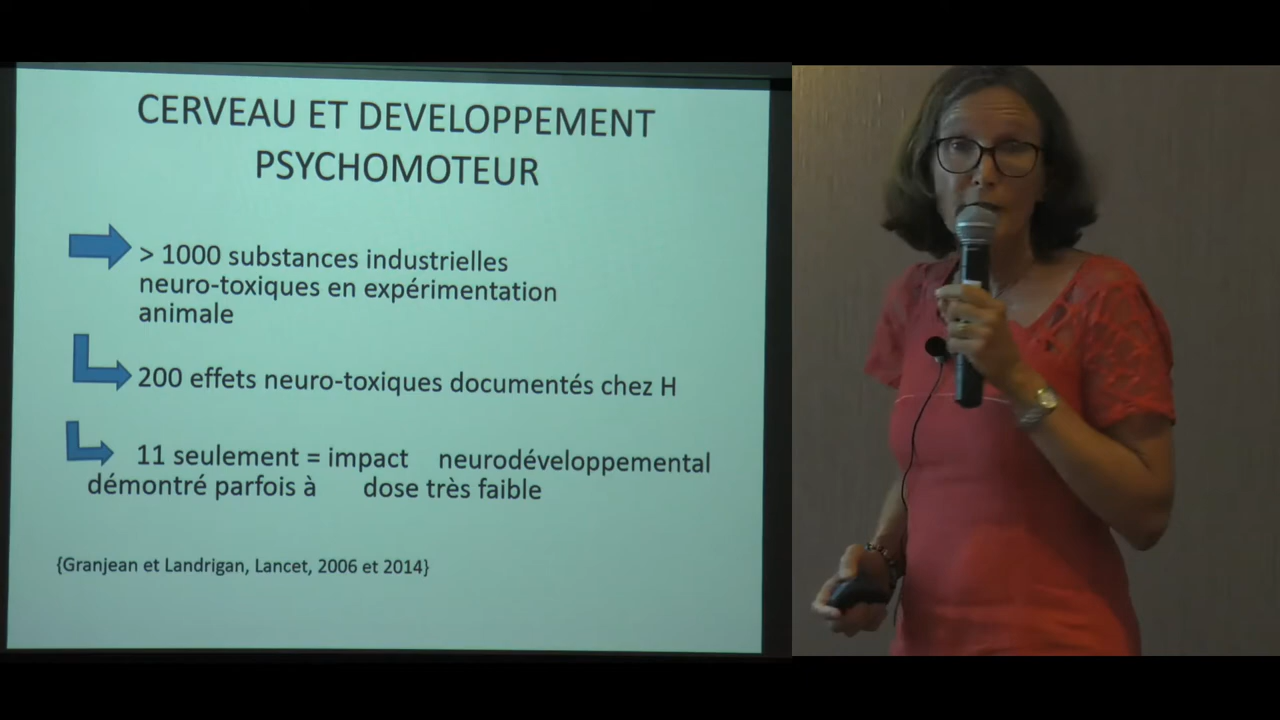 CERVEAU ET DEVELOPPEMENT
PSYCHOMOTEUR
> 1000 substances industrielles
neuro-toxiques en expérimentation
animale
200 effets neuro-toxiques documentés chez H
11 seulement = impact neurodéveloppemental
démontré parfois à dose très faible
{Granjean et Landrigan, Lancet, 2006 et 2014}